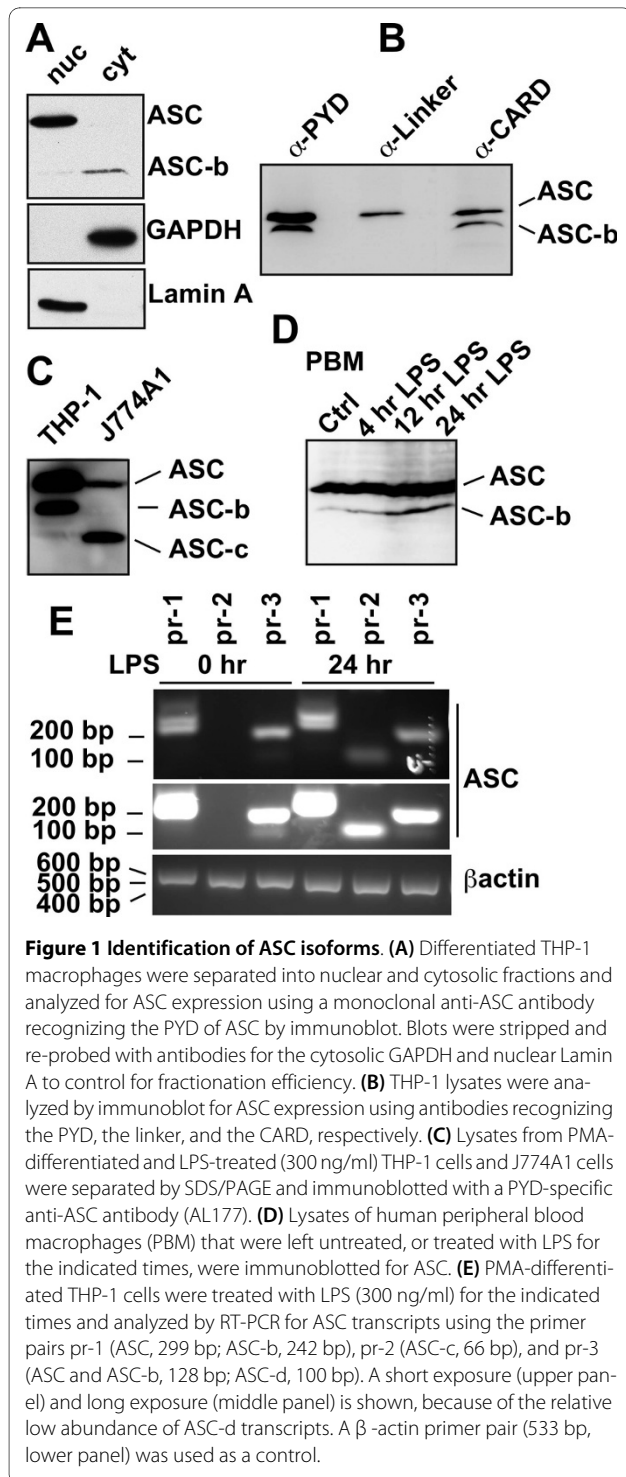 A
B
nuc cyt
ASC
ASC-b
GAPDH
Lamin A
α-PYD α-Linker α-CARD
ASC
ASC-b
C
THP-1 J774A1
ASC
ASC-b
ASC-c
D
PBM
Ctrl 4 hr LPS 12 hr LPS 24 hr LPS
ASC
ASC-b
E
pr-1 pr-2 pr-3 pr-1 pr-2 pr-3
LPS 0 hr 24 hr
200 bp
100 bp
200 bp
100 bp
ASC
600 bp
500 bp
400 bp
βactin
Figure 1 Identification of ASC isoforms. (A) Differentiated THP-1
macrophages were separated into nuclear and cytosolic fractions and
analyzed for ASC expression using a monoclonal anti-ASC antibody
recognizing the PYD of ASC by immunoblot. Blots were stripped and
re-probed with antibodies for the cytosolic GAPDH and nuclear Lamin
A to control for fractionation efficiency. (B) THP-1 lysates were ana-
lyzed by immunoblot for ASC expression using antibodies recognizing
the PYD, the linker, and the CARD, respectively. (C) Lysates from PMA-
differentiated and LPS-treated (300 ng/ml) THP-1 cells and J774A1 cells
were separated by SDS/PAGE and immunoblotted with a PYD-specific
anti-ASC antibody (AL177). (D) Lysates of human peripheral blood
macrophages (PBM) that were left untreated, or treated with LPS for
the indicated times, were immunoblotted for ASC. (E) PMA-differenti-
ated THP-1 cells were treated with LPS (300 ng/ml) for the indicated
times and analyzed by RT-PCR for ASC transcripts using the primer
pairs pr-1 (ASC, 299 bp; ASC-b, 242 bp), pr-2 (ASC-c, 66 bp), and pr-3
(ASC and ASC-b, 128 bp; ASC-d, 100 bp). A short exposure (upper pan-
el) and long exposure (middle panel) is shown, because of the relative
low abundance of ASC-d transcripts. A β -actin primer pair (533 bp,
lower panel) was used as a control.